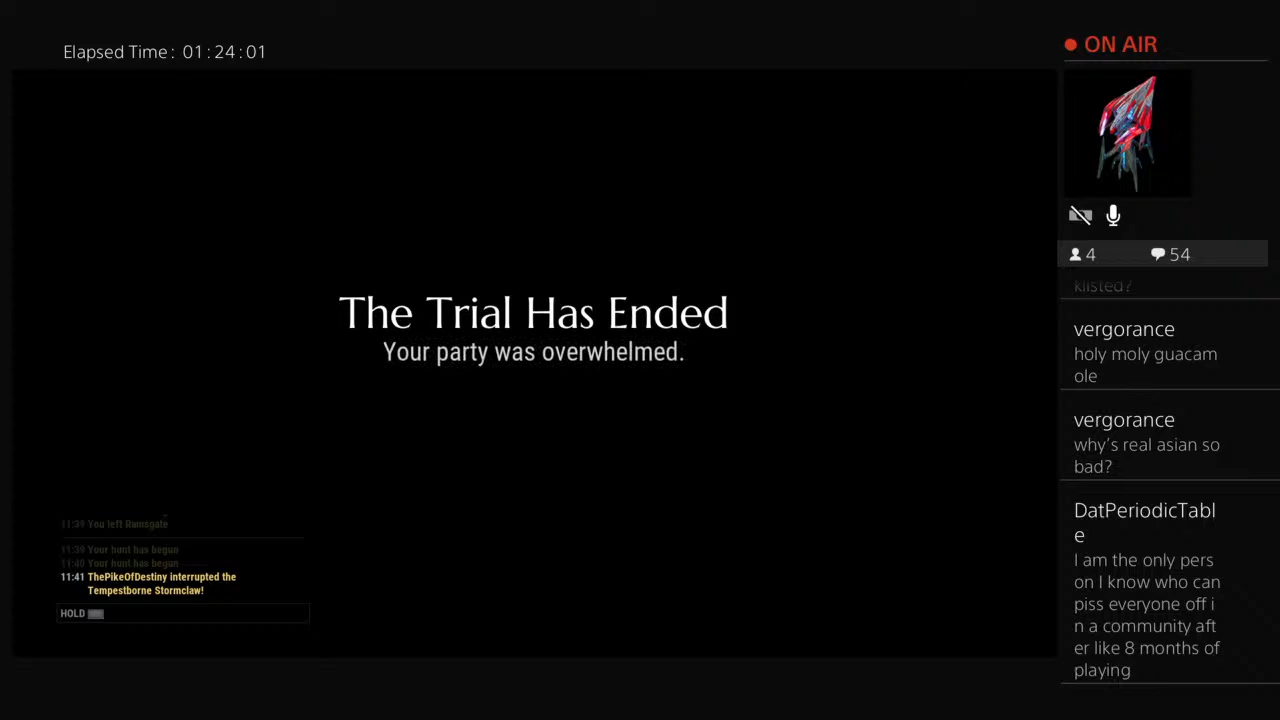 Elapsed Time: 01:24:01
ON AIR
4 54
klisted?
vergorance
holy moly guacam
ole
vergorance
why's real asian so
bad?
DatPeriodicTabl
e
I am the only pers
on I know who can
piss everyone off i
n a community aft
er like 8 months of
playing
The Trial Has Ended
Your party was overwhelmed.
11:39 You left Ramsgate
11:39 Your hunt has begun
11:40 Your hunt has begun
11:41 ThePikeOfDestiny interrupted the
Tempestborne Stormclaw!
HOLD